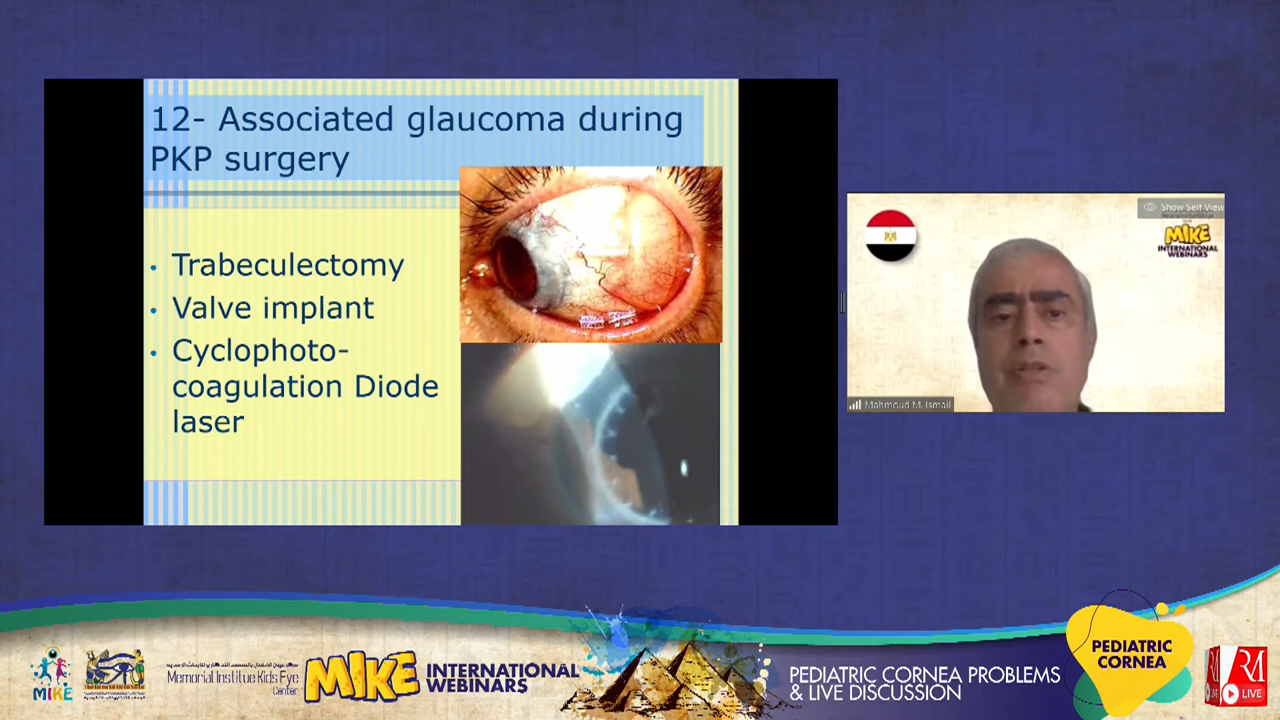 12- Associated glaucoma during
PKP surgery
• Trabeculectomy
• Valve implant
• Cyclophoto-
coagulation Diode
laser
Show Self View
MIKE
INTERNATIONAL
WEBINARS
Mahmoud M. Ismail
MIKE
Memorial Institute Kids Eye
Center
MIKE INTERNATIONAL
WEBINARS
PEDIATRIC CORNEA PROBLEMS
& LIVE DISCUSSION
PEDIATRIC
CORNEA
LIVE
LIVE